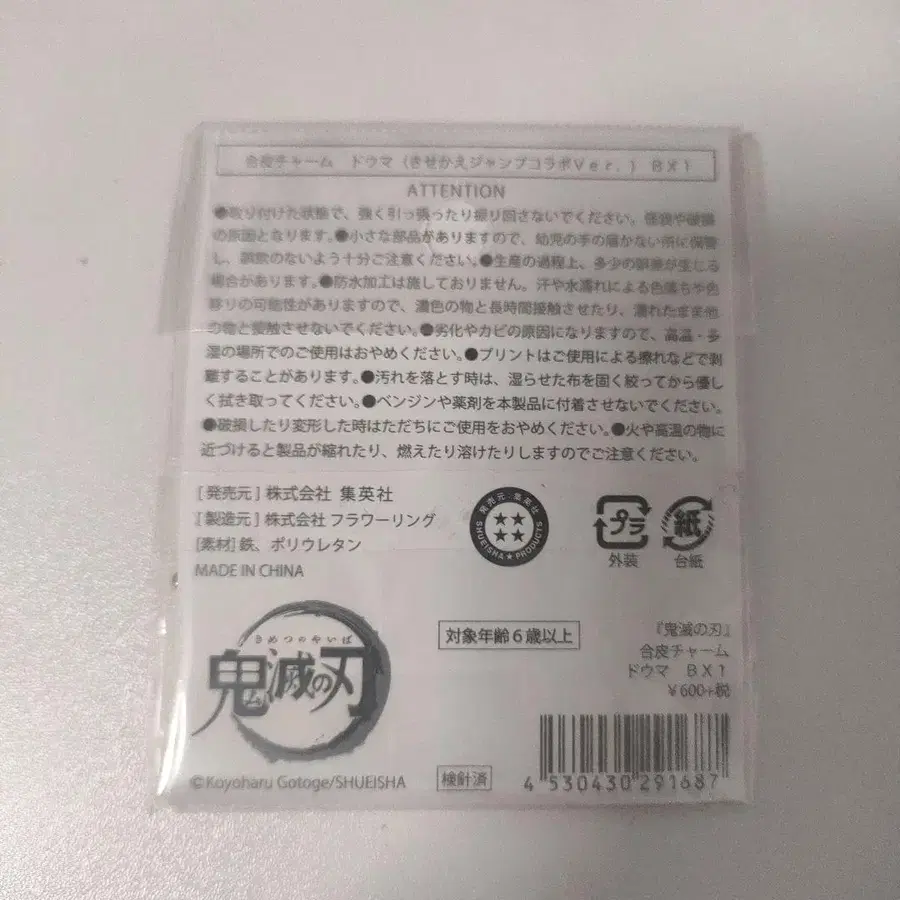 合皮チャーム　ドウマ（きせかえジャンプコラボＶｅｒ．）　ＢＸ１
ATTENTION
●取り付けた状態で、強く引っ張ったり振り回さないでください。怪我や破損
の原因となります。●小さな部品がありますので、幼児の手の届かない所に保管
し、誤飲のないよう十分ご注意ください。●生産の過程上、多少の誤差が生じる
場合があります。●防水加工は施しておりません。汗や水濡れによる色落ちや色
移りの可能性がありますので、濃色の物と長時間接触させたり、濡れたまま他
の物と接触させないでください。●劣化やカビの原因になりますので、高温・多
湿の場所でのご使用はおやめください。●プリントはご使用による擦れなどで剥
離することがあります。●汚れを落とす時は、湿らせた布を固く絞ってから優し
く拭き取ってください。●ベンジンや薬剤を本製品に付着させないでください。
●破損したり変形した時はただちにご使用をおやめください。●火や高温の物に
近づけると製品が縮れたり、燃えたり溶けたりしますのでご注意ください。
[発売元] 株式会社 集英社
[製造元] 株式会社 フラワーリング
[素材] 鉄、ポリウレタン
MADE IN CHINA
発売元・集英社
SHUEISHA★PRODUCTS
プラ
外装
紙
台紙
きめつのやいば
鬼滅の刃
対象年齢６歳以上
『鬼滅の刃』
合皮チャーム
ドウマ　ＢＸ１
￥600+税
©Koyoharu Gotoge/SHUEISHA
検針済
4 530430 291687